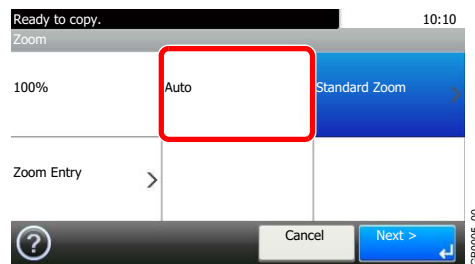 Ready to copy. 10:10
Zoom
100% Auto Standard Zoom
Zoom Entry
? Cancel Next >